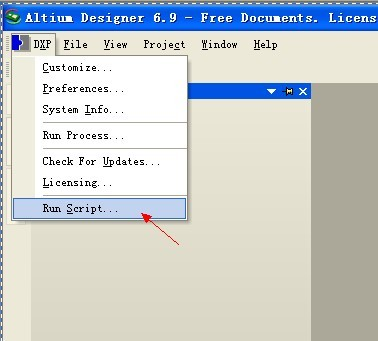 Altium Designer 6.9 - Free Documents. Licens
DXP File View Project Window Help
Customize...
Preferences...
System Info...
Run Process...
Check For Updates...
Licensing...
Run Script...